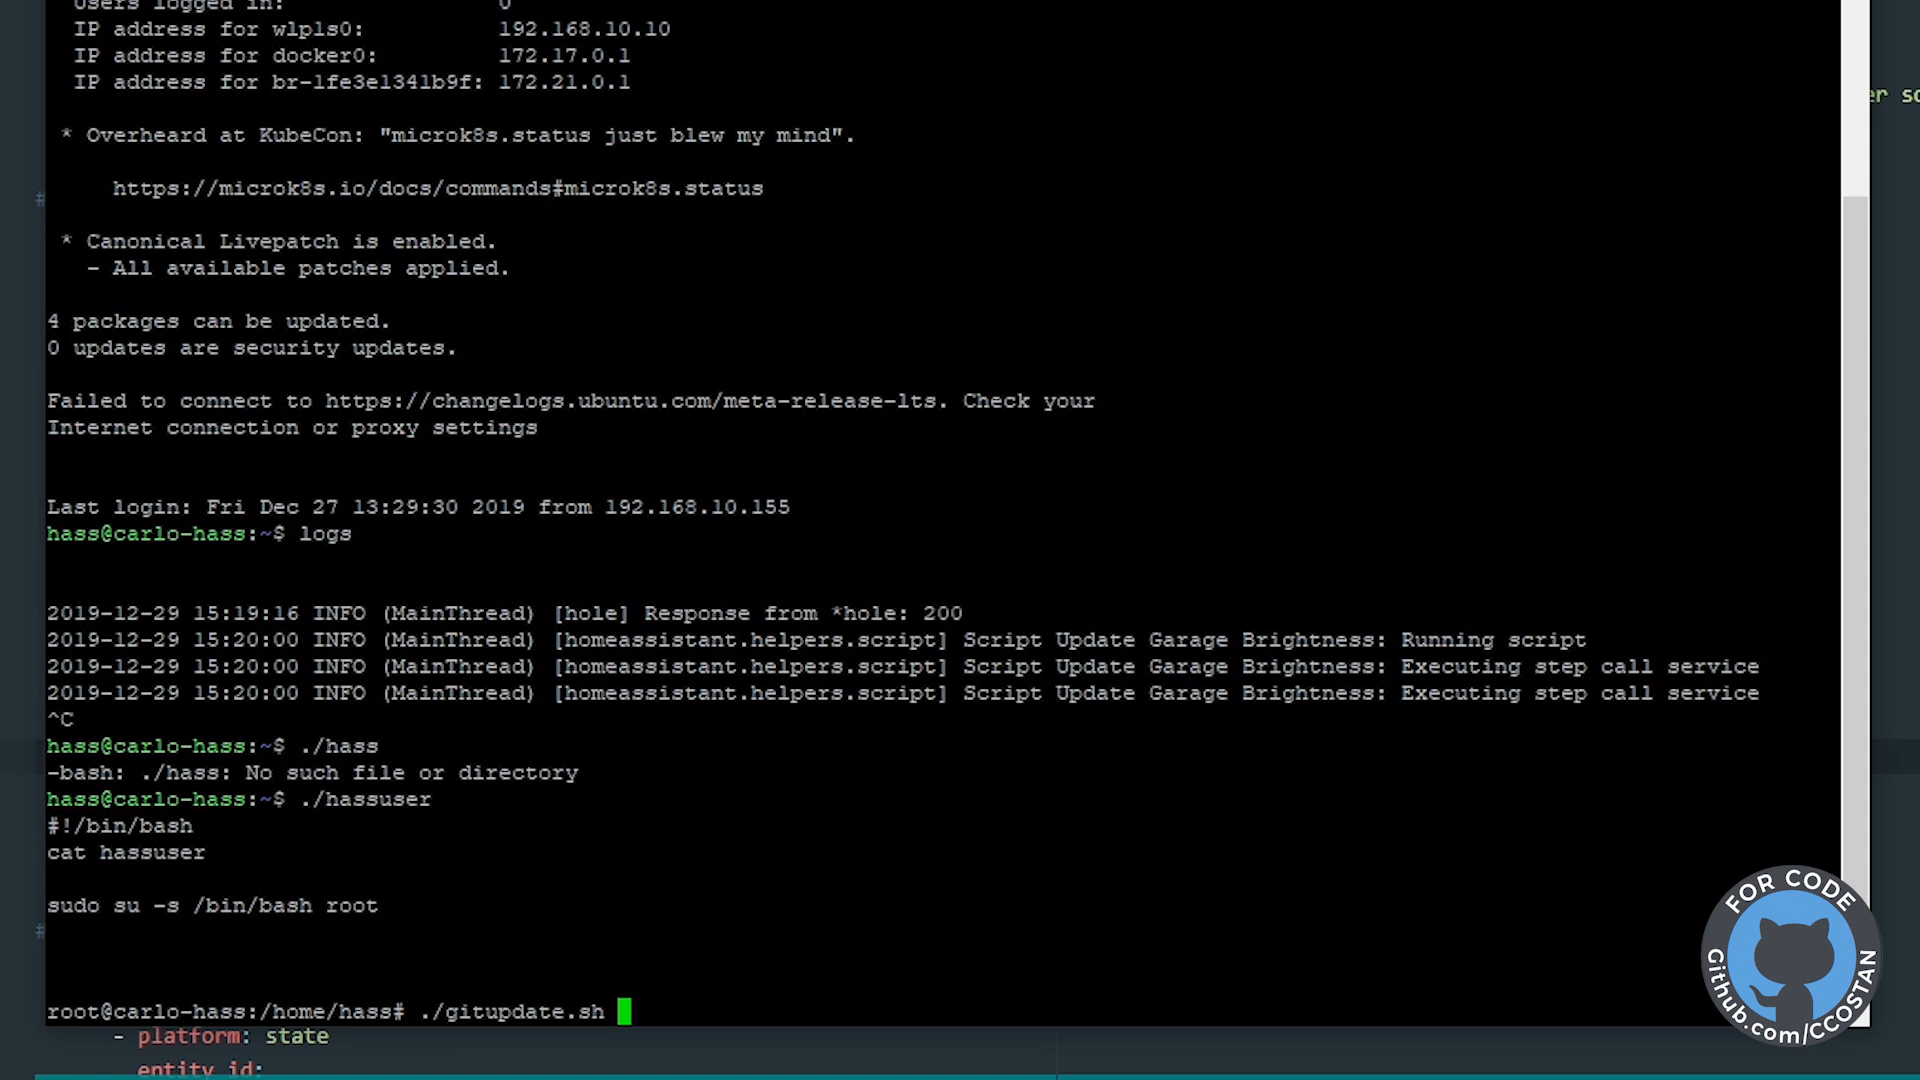 Users logged in: 0
IP address for wlp1s0: 192.168.10.10
IP address for docker0: 172.17.0.1
IP address for br-1fe3e1341b9f: 172.21.0.1
* Overheard at KubeCon: "microk8s.status just blew my mind".
https://microk8s.io/docs/commands#microk8s.status
* Canonical Livepatch is enabled.
- All available patches applied.
4 packages can be updated.
0 updates are security updates.
Failed to connect to https://changelogs.ubuntu.com/meta-release-lts. Check your
Internet connection or proxy settings
Last login: Fri Dec 27 13:29:30 2019 from 192.168.10.155
hass@carlo-hass:~$ logs
2019-12-29 15:19:16 INFO (MainThread) [hole] Response from *hole: 200
2019-12-29 15:20:00 INFO (MainThread) [homeassistant.helpers.script] Script Update Garage Brightness: Running script
2019-12-29 15:20:00 INFO (MainThread) [homeassistant.helpers.script] Script Update Garage Brightness: Executing step call service
2019-12-29 15:20:00 INFO (MainThread) [homeassistant.helpers.script] Script Update Garage Brightness: Executing step call service
^C
hass@carlo-hass:~$ ./hass
-bash: ./hass: No such file or directory
hass@carlo-hass:~$ ./hassuser
#!/bin/bash
cat hassuser
sudo su -s /bin/bash root
root@carlo-hass:/home/hass# ./gitupdate.sh
- platform: state
entity_id:
FOR CODE
Github.com/CCOSTAN